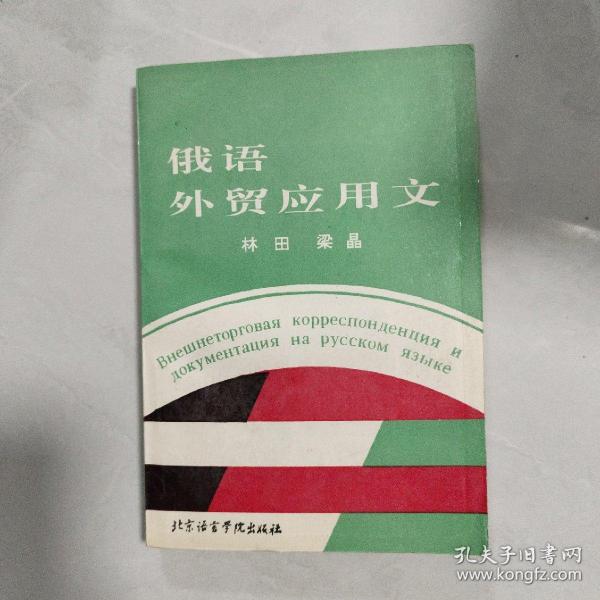 俄语
外贸应用文
林田 梁晶
Внешнеторговая корреспонденция и
документация на русском языке
北京语言学院出版社
孔夫子旧书网
www.kongfz.com